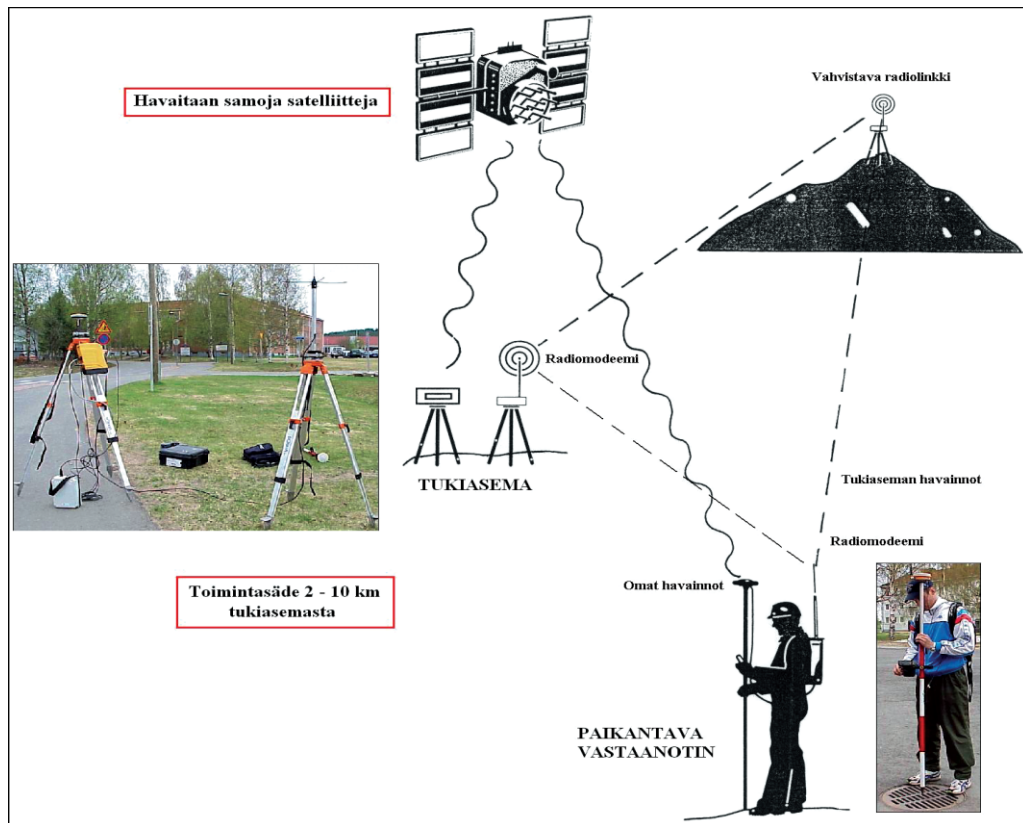 Havaitaan samoja satelliitteja
Vahvistava radiolinkki
Radiomodeemi
TUKIASEMA
Tukiaseman havainnot
Radiomodeemi
Toimintasäde 2 - 10 km
tukiasemasta
Omat havainnot
PAIKANTAVA
VASTAANOTIN